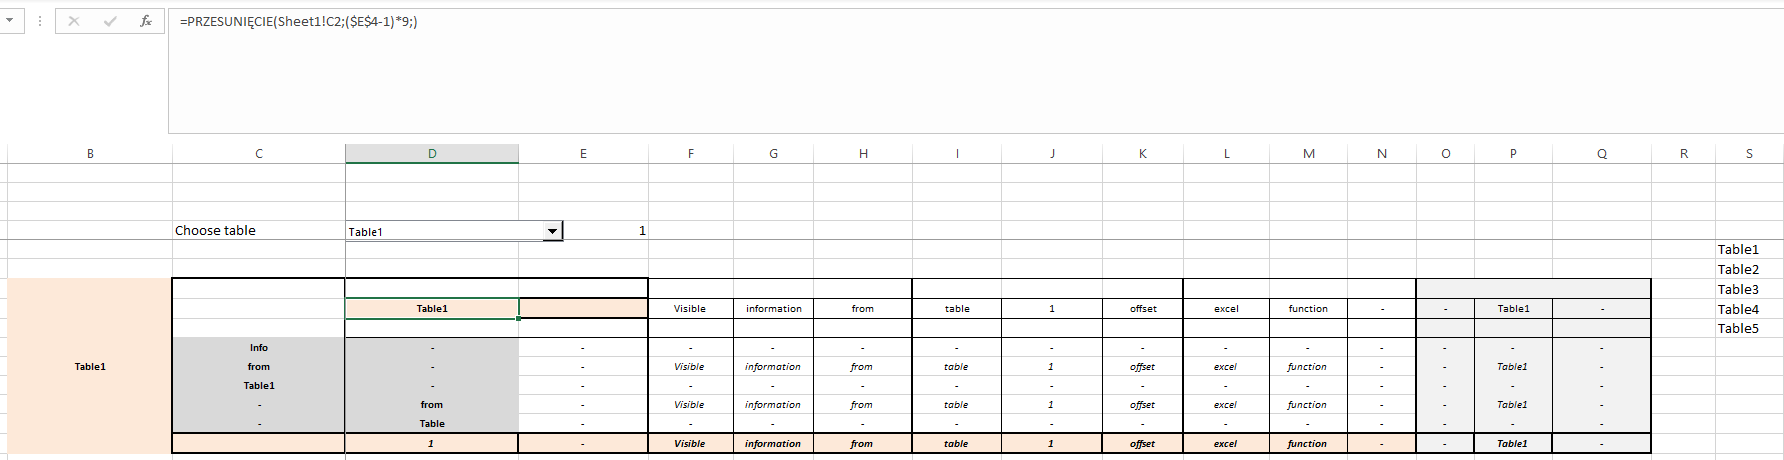 fx =PRZESUNIĘCIE(Sheet1!C2;($E$4-1)*9;)
B C D E F G H I J K L M N O P Q R S
Choose table Table1 1
Table1
Table2
Table3
Table1 Visible information from table 1 offset excel function - - Table1 - Table4
Table5
Info - - - - - - - - - - - - - -
Table1 from - - Visible information from table 1 offset excel function - - Table1 -
Table1 - - - - - - - - - - - - - -
- from - Visible information from table 1 offset excel function - - Table1 -
- Table - - - - - - - - - - - - -
1 - Visible information from table 1 offset excel function - - Table1 -